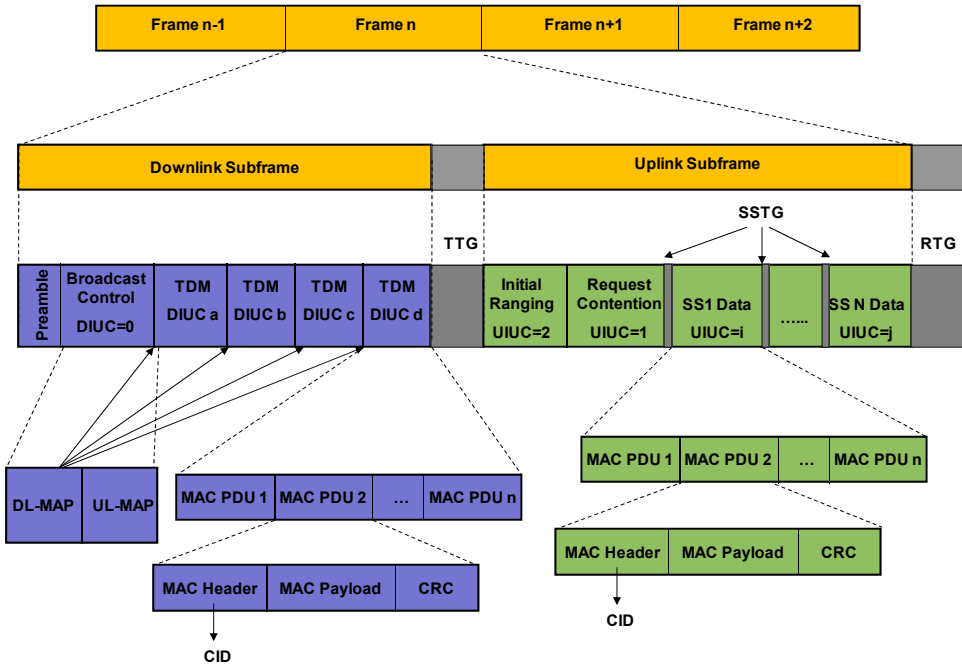 Frame n-1
Frame n
Frame n+1
Frame n+2
Downlink Subframe
Uplink Subframe
TTG
SSTG
RTG
Preamble
Broadcast
Control
DIUC=0
TDM
DIUC a
TDM
DIUC b
TDM
DIUC c
TDM
DIUC d
Initial
Ranging
UIUC=2
Request
Contention
UIUC=1
SS1 Data
UIUC=i
…...
SS N Data
UIUC=j
DL-MAP
UL-MAP
MAC PDU 1
MAC PDU 2
…
MAC PDU n
MAC PDU 1
MAC PDU 2
…
MAC PDU n
MAC Header
MAC Payload
CRC
CID
MAC Header
MAC Payload
CRC
CID